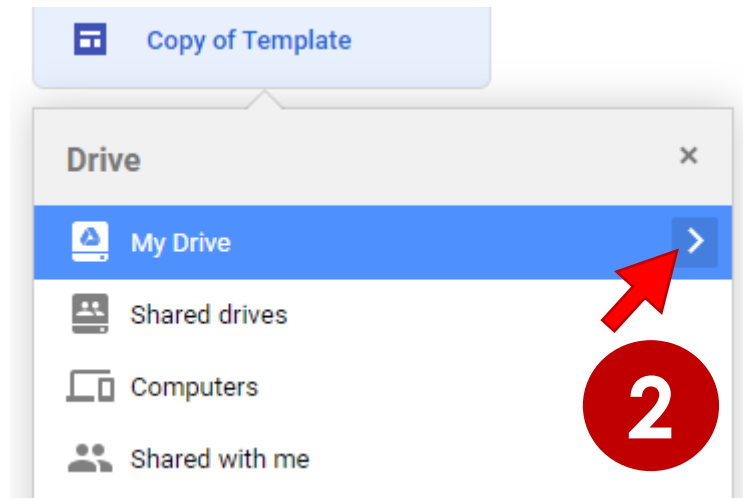 Copy of Template
Drive
My Drive
Shared drives
Computers
2
Shared with me